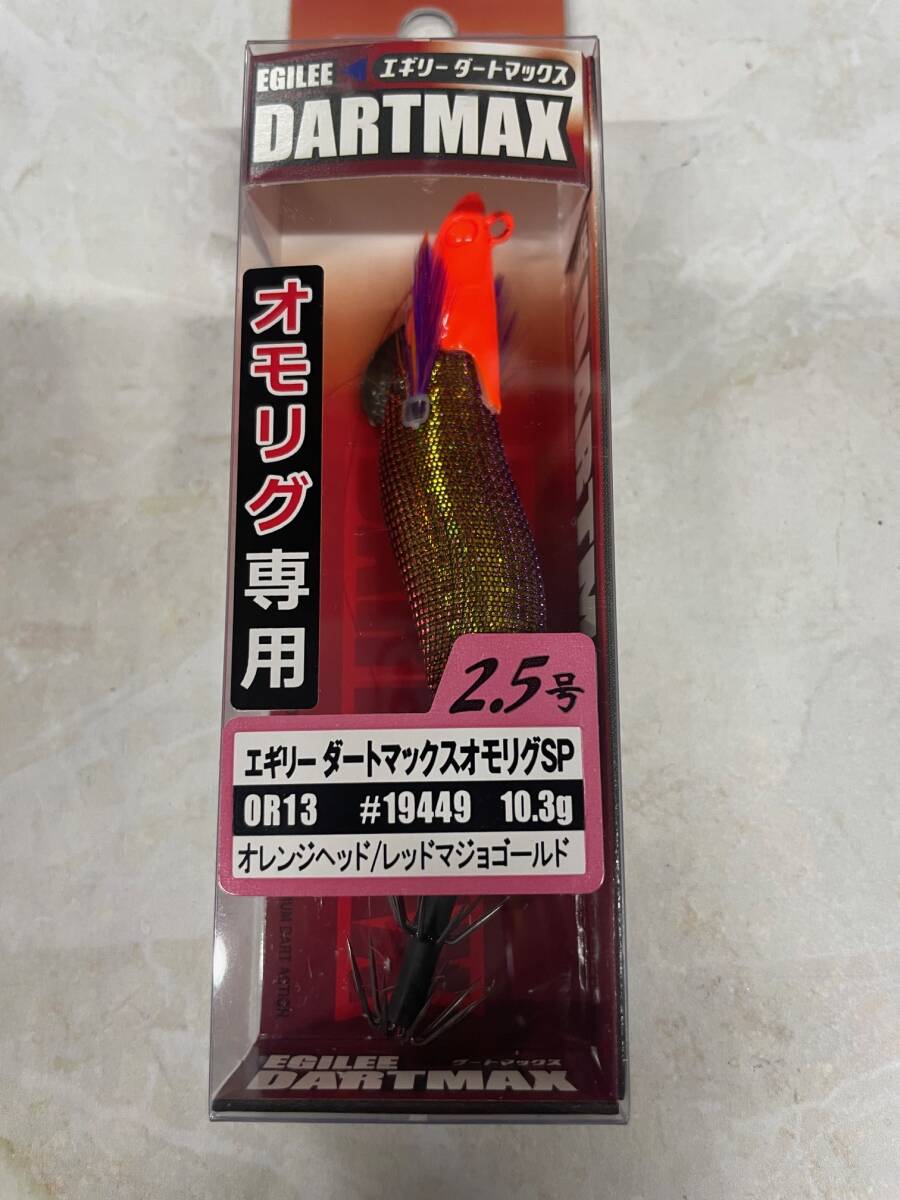 EGILEE エギリー ダートマックス
DARTMAX
オモリグ専用
2.5号
エギリー ダートマックスオモリグSP
OR13 #19449 10.3g
オレンジヘッド/レッドマジョゴールド
UM DART ACTION
EGILEE ダートマックス
DARTMAX